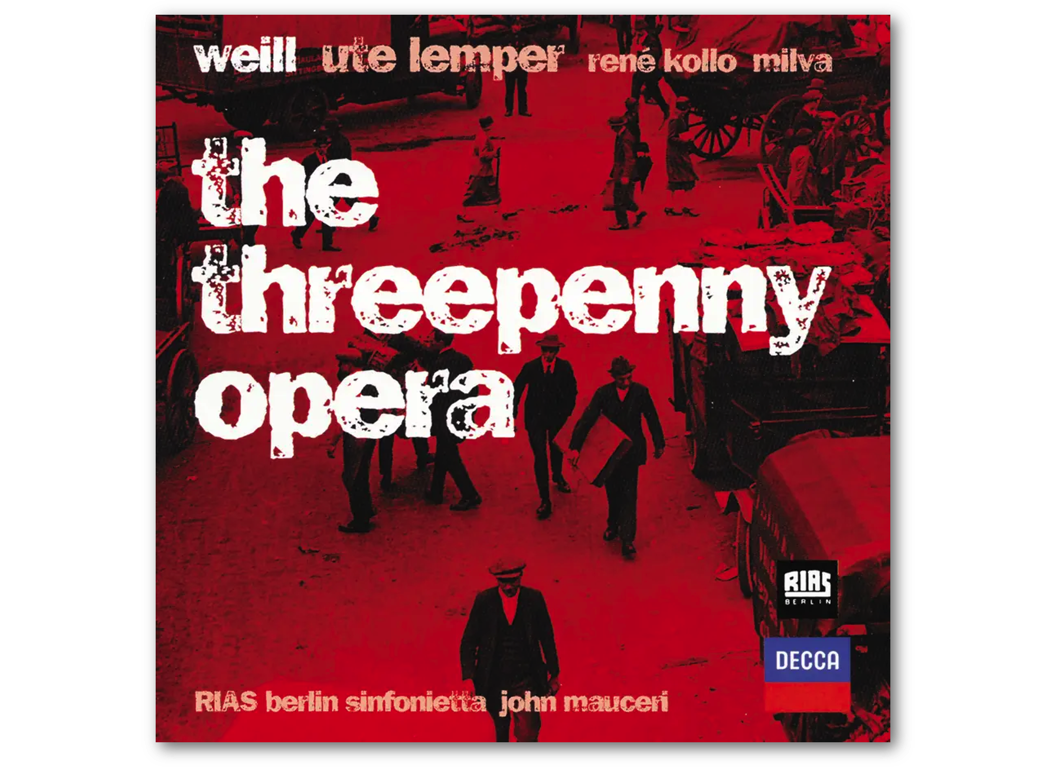 weill ute lemper rené kollo milva
the
threepenny
opera
RIAS
BERLIN
DECCA
RIAS berlin sinfonietta john mauceri